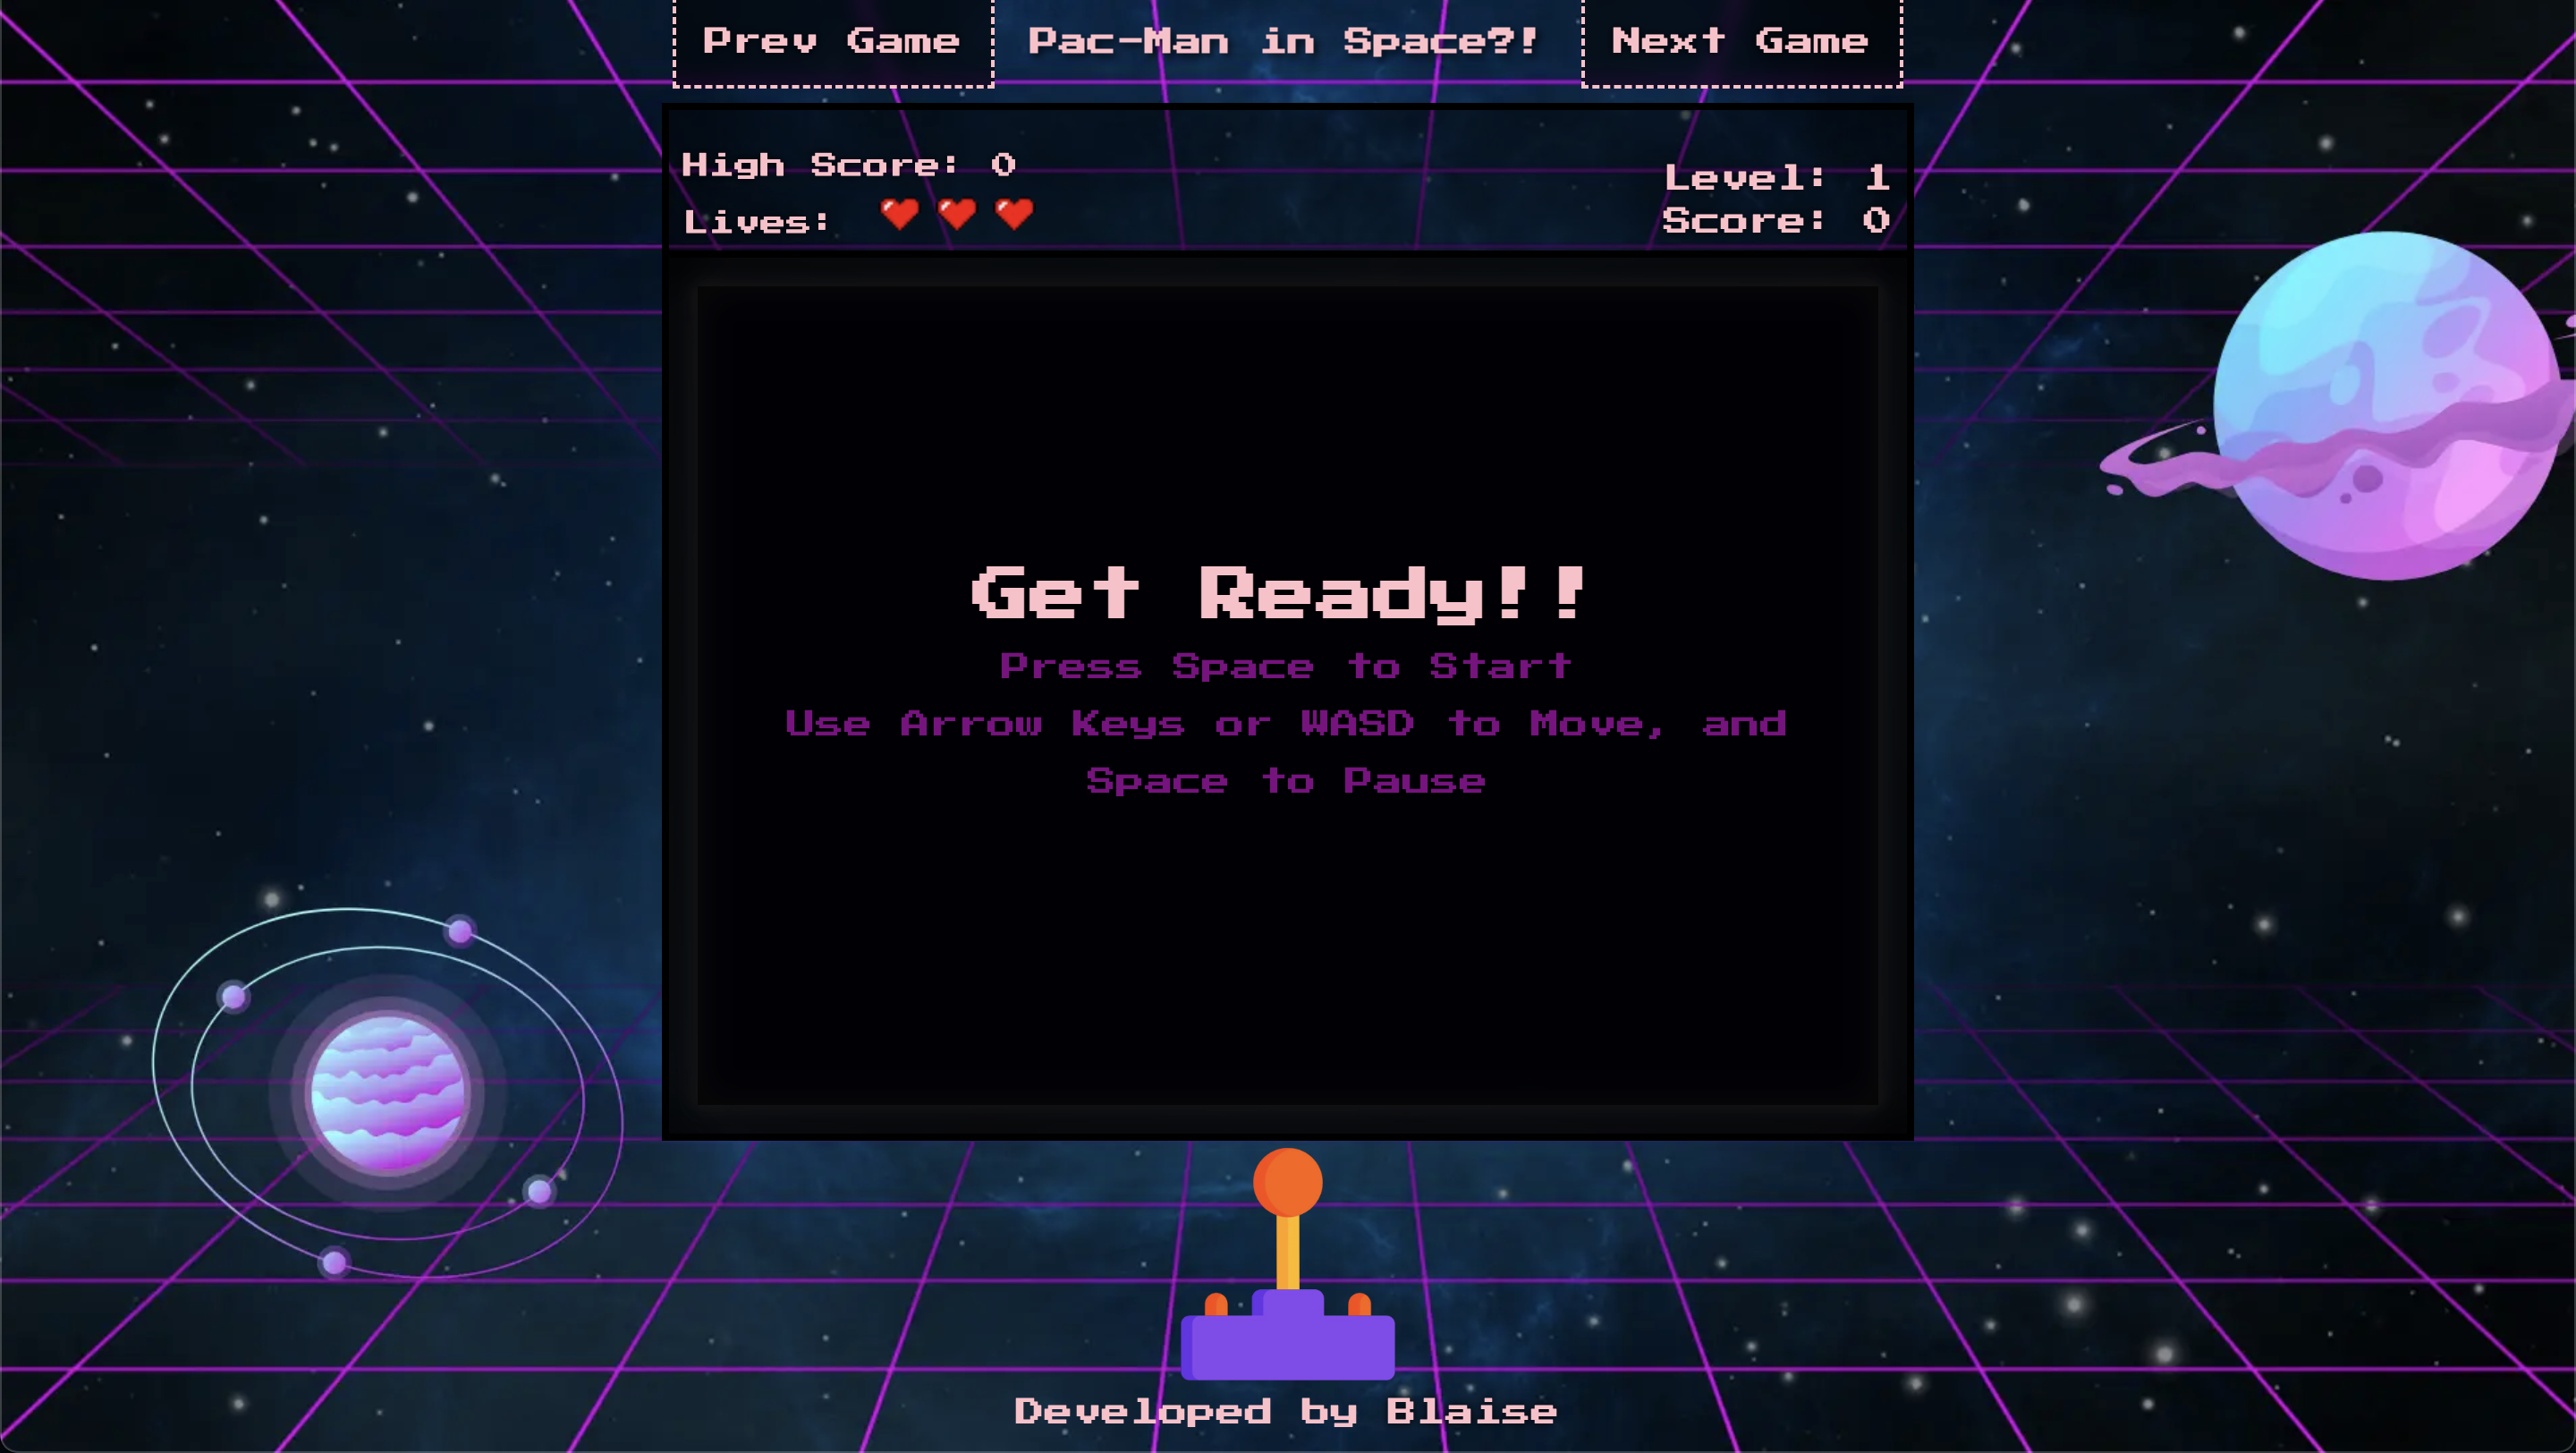 Prev Game
Pac-Man in Space?!
Next Game
High Score: 0
Lives:
Level: 1
Score: 0
Get Ready!!
Press Space to Start
Use Arrow Keys or WASD to Move, and
Space to Pause
Developed by Blaise